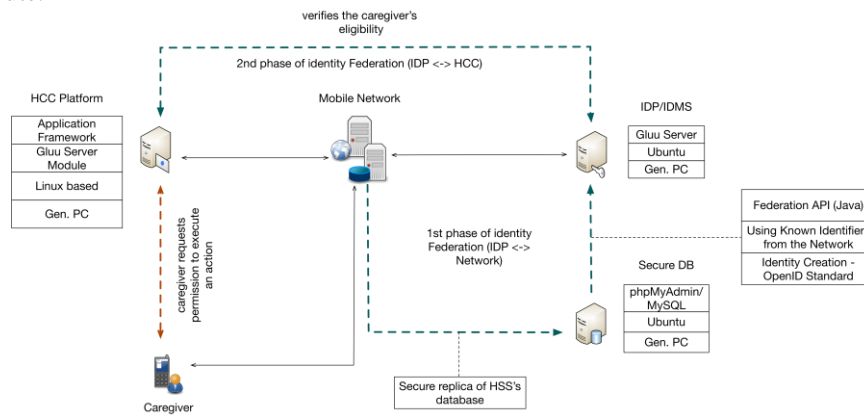 verifies the caregiver's
eligibility
2nd phase of identity Federation (IDP <-> HCC)
HCC Platform
Mobile Network
IDP/IDMS
Application
Framework
Gluu Server
Module
Linux based
Gen. PC
Gluu Server
Ubuntu
Gen. PC
caregiver requests
permission to execute
an action
1st phase of identity
Federation (IDP <->
Network)
Federation API (Java)
Using Known Identifier
from the Network
Identity Creation -
OpenID Standard
Secure DB
phpMyAdmin/
MySQL
Ubuntu
Gen. PC
Secure replica of HSS's
database
Caregiver